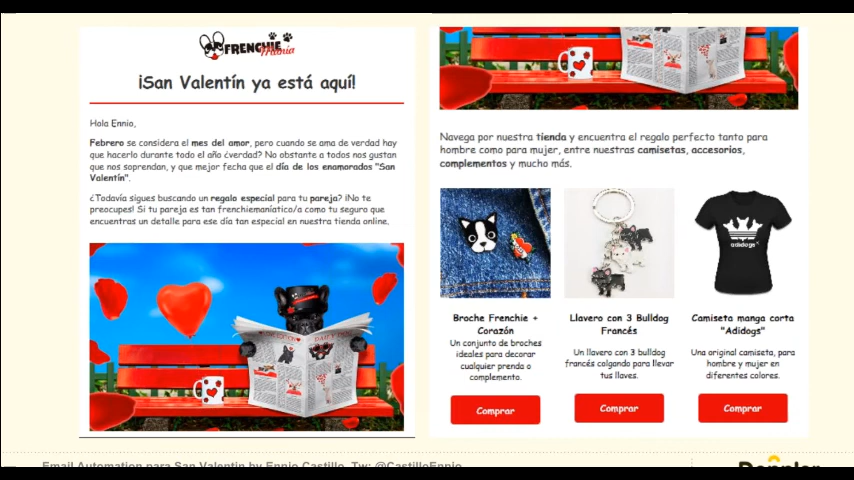 FRENCHIE
Manía
¡San Valentín ya está aquí!
Hola Ennio,
Febrero se considera el mes del amor, pero cuando se ama de verdad hay
que hacerlo durante todo el año ¿verdad? No obstante a todos nos gustan
que nos soprendan, y que mejor fecha que el día de los enamorados "San
Valentín".
¿Todavía sigues buscando un regalo especial para tu pareja? ¡No te
preocupes! Si tu pareja es tan frenchiemaníatico/a como tu seguro que
encuentras un detalle para ese día tan especial en nuestra tienda online.
Navega por nuestra tienda y encuentra el regalo perfecto tanto para
hombre como para mujer, entre nuestras camisetas, accesorios,
complementos y mucho más.
adidogs
Broche Frenchie +
Corazón
Un conjunto de broches
ideales para decorar
cualquier prenda o
complemento.
Comprar
Llavero con 3 Bulldog
Francés
Un llavero con 3 bulldog
francés colgando para llevar
tus llaves.
Comprar
Camiseta manga corta
"Adidogs"
Una original camiseta, para
hombre y mujer en
diferentes colores.
Comprar
Email Automation para San Valentín by Ennio Castillo. Tw: @CastilloEnnio
Doppler